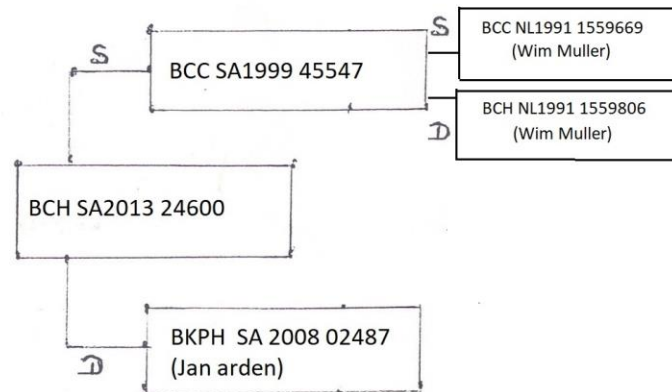 S
BCC SA1999 45547
S
BCC NL1991 1559669
(Wim Muller)
D
BCH NL1991 1559806
(Wim Muller)
BCH SA2013 24600
D
BKPH SA 2008 02487
(Jan arden)